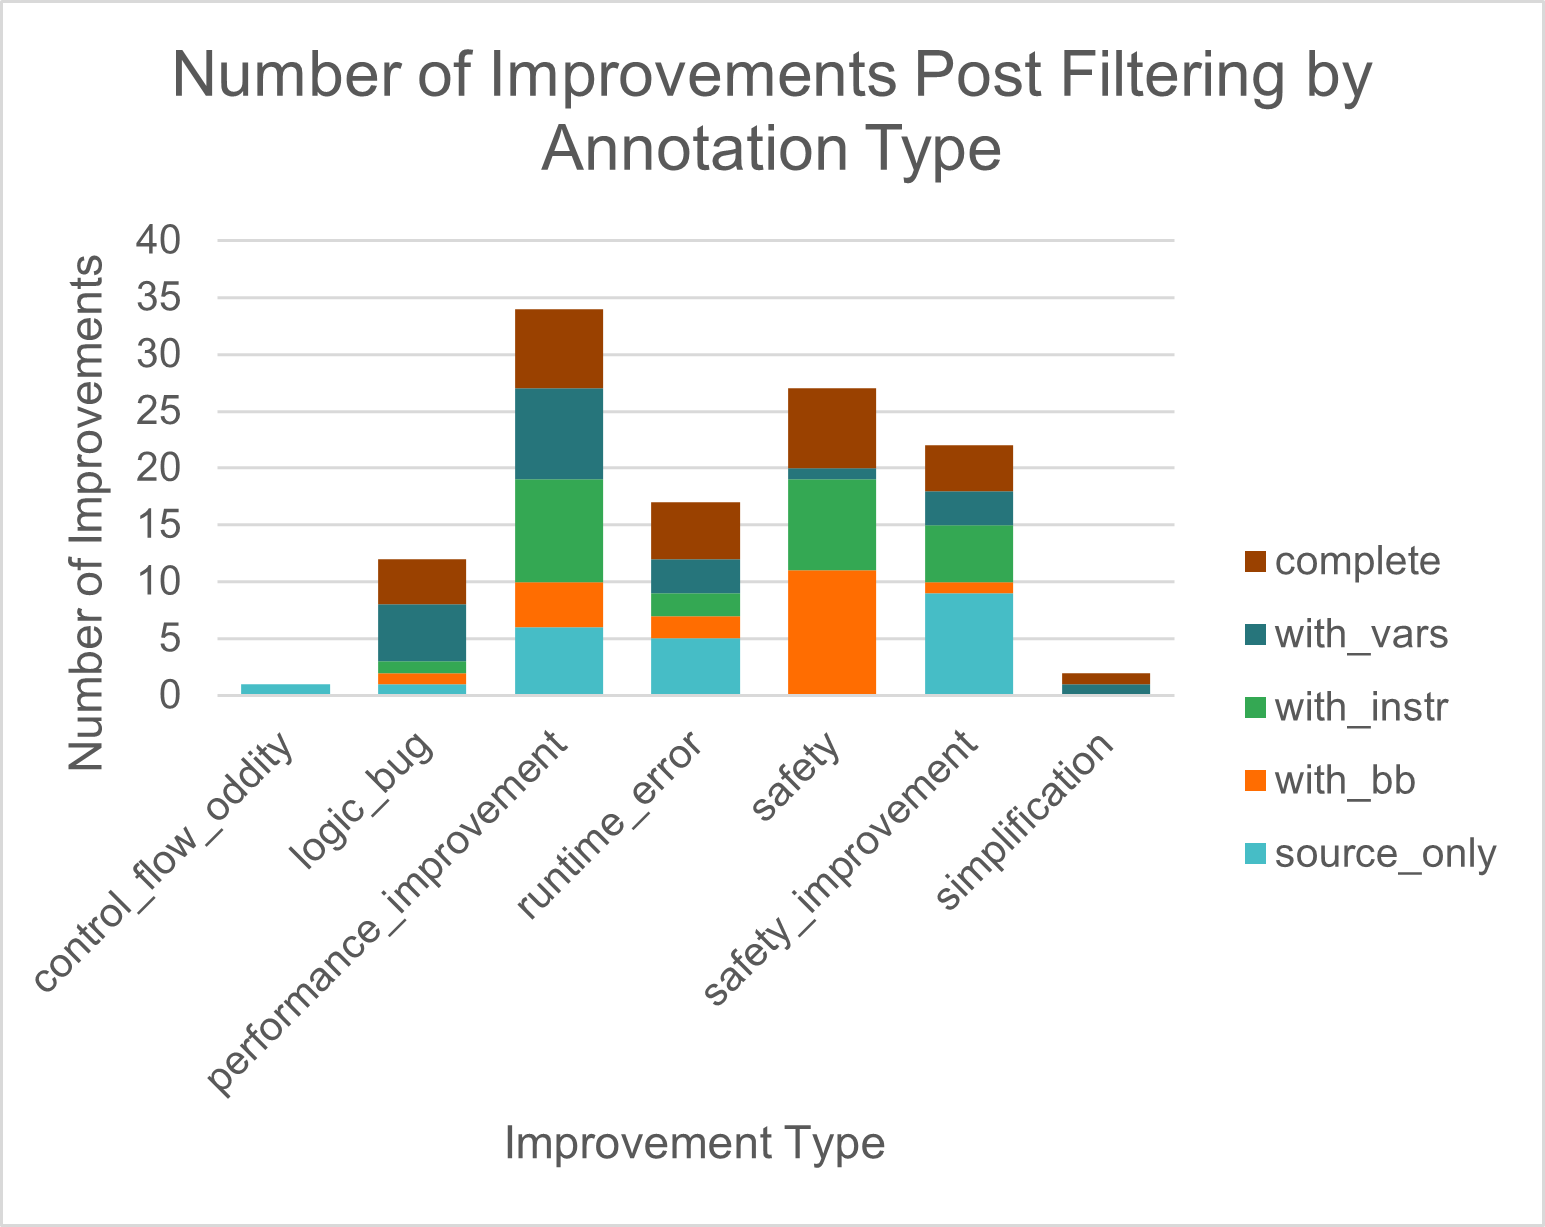 Number of Improvements Post Filtering by
Annotation Type
Number of Improvements
40
35
30
25
20
15
10
5
0
control_flow_oddity
logic_bug
performance_improvement
runtime_error
safety
safety_improvement
simplification
Improvement Type
complete
with_vars
with_instr
with_bb
source_only